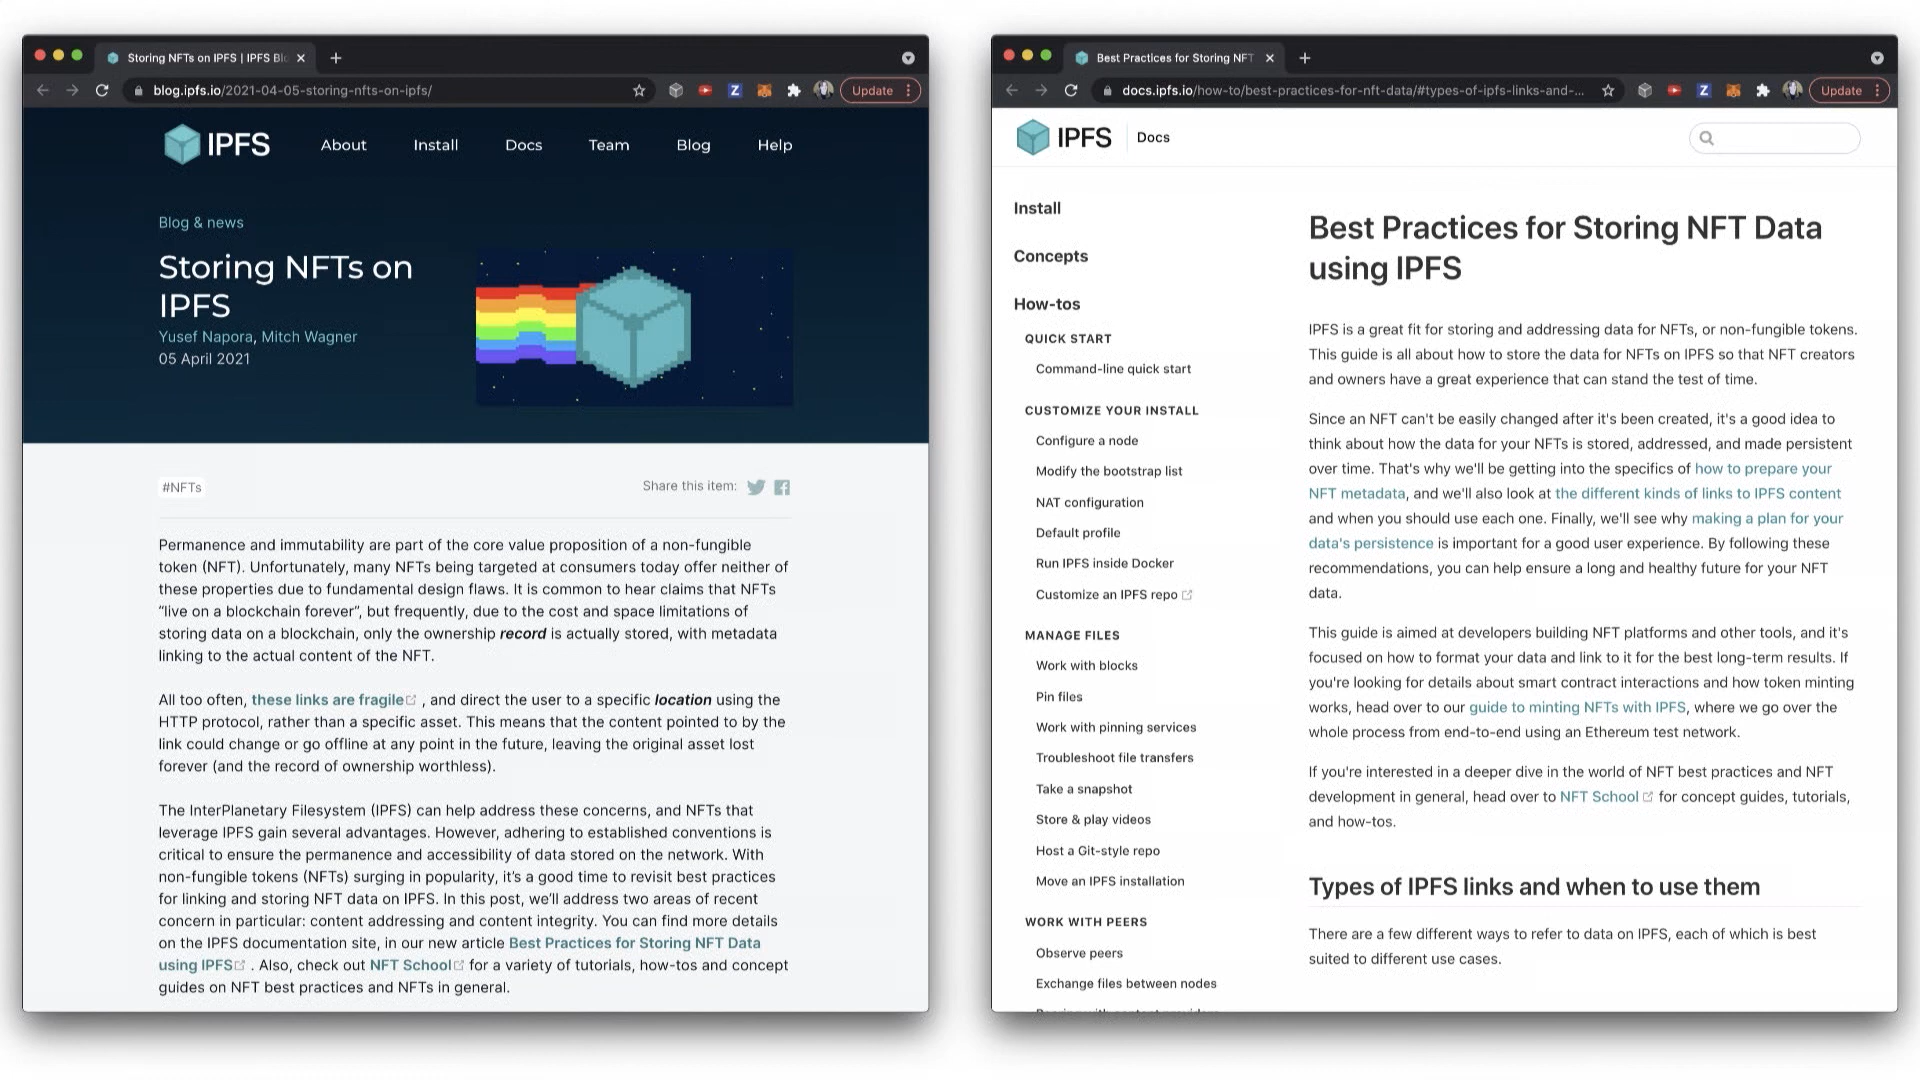 Storing NFTs on IPFS | IPFS Blo
blog.ipfs.io/2021-04-05-storing-nfts-on-ipfs/
Update
IPFS
About
Install
Docs
Team
Blog
Help
Blog & news
Storing NFTs on
IPFS
Yusef Napora, Mitch Wagner
05 April 2021
#NFTs
Share this item:
Permanence and immutability are part of the core value proposition of a non-fungible
token (NFT). Unfortunately, many NFTs being targeted at consumers today offer neither of
these properties due to fundamental design flaws. It is common to hear claims that NFTs
“live on a blockchain forever”, but frequently, due to the cost and space limitations of
storing data on a blockchain, only the ownership record is actually stored, with metadata
linking to the actual content of the NFT.
All too often, these links are fragile , and direct the user to a specific location using the
HTTP protocol, rather than a specific asset. This means that the content pointed to by the
link could change or go offline at any point in the future, leaving the original asset lost
forever (and the record of ownership worthless).
The InterPlanetary Filesystem (IPFS) can help address these concerns, and NFTs that
leverage IPFS gain several advantages. However, adhering to established conventions is
critical to ensure the permanence and accessibility of data stored on the network. With
non-fungible tokens (NFTs) surging in popularity, it’s a good time to revisit best practices
for linking and storing NFT data on IPFS. In this post, we’ll address two areas of recent
concern in particular: content addressing and content integrity. You can find more details
on the IPFS documentation site, in our new article Best Practices for Storing NFT Data
using IPFS . Also, check out NFT School for a variety of tutorials, how-tos and concept
guides on NFT best practices and NFTs in general.
Best Practices for Storing NFT
docs.ipfs.io/how-to/best-practices-for-nft-data/#types-of-ipfs-links-and-...
Update
IPFS
Docs
Install
Concepts
How-tos
QUICK START
Command-line quick start
CUSTOMIZE YOUR INSTALL
Configure a node
Modify the bootstrap list
NAT configuration
Default profile
Run IPFS inside Docker
Customize an IPFS repo
MANAGE FILES
Work with blocks
Pin files
Work with pinning services
Troubleshoot file transfers
Take a snapshot
Store & play videos
Host a Git-style repo
Move an IPFS installation
WORK WITH PEERS
Observe peers
Exchange files between nodes
Best Practices for Storing NFT Data
using IPFS
IPFS is a great fit for storing and addressing data for NFTs, or non-fungible tokens.
This guide is all about how to store the data for NFTs on IPFS so that NFT creators
and owners have a great experience that can stand the test of time.
Since an NFT can't be easily changed after it's been created, it's a good idea to
think about how the data for your NFTs is stored, addressed, and made persistent
over time. That's why we'll be getting into the specifics of how to prepare your
NFT metadata, and we'll also look at the different kinds of links to IPFS content
and when you should use each one. Finally, we'll see why making a plan for your
data's persistence is important for a good user experience. By following these
recommendations, you can help ensure a long and healthy future for your NFT
data.
This guide is aimed at developers building NFT platforms and other tools, and it's
focused on how to format your data and link to it for the best long-term results. If
you're looking for details about smart contract interactions and how token minting
works, head over to our guide to minting NFTs with IPFS, where we go over the
whole process from end-to-end using an Ethereum test network.
If you're interested in a deeper dive in the world of NFT best practices and NFT
development in general, head over to NFT School for concept guides, tutorials,
and how-tos.
Types of IPFS links and when to use them
There are a few different ways to refer to data on IPFS, each of which is best
suited to different use cases.